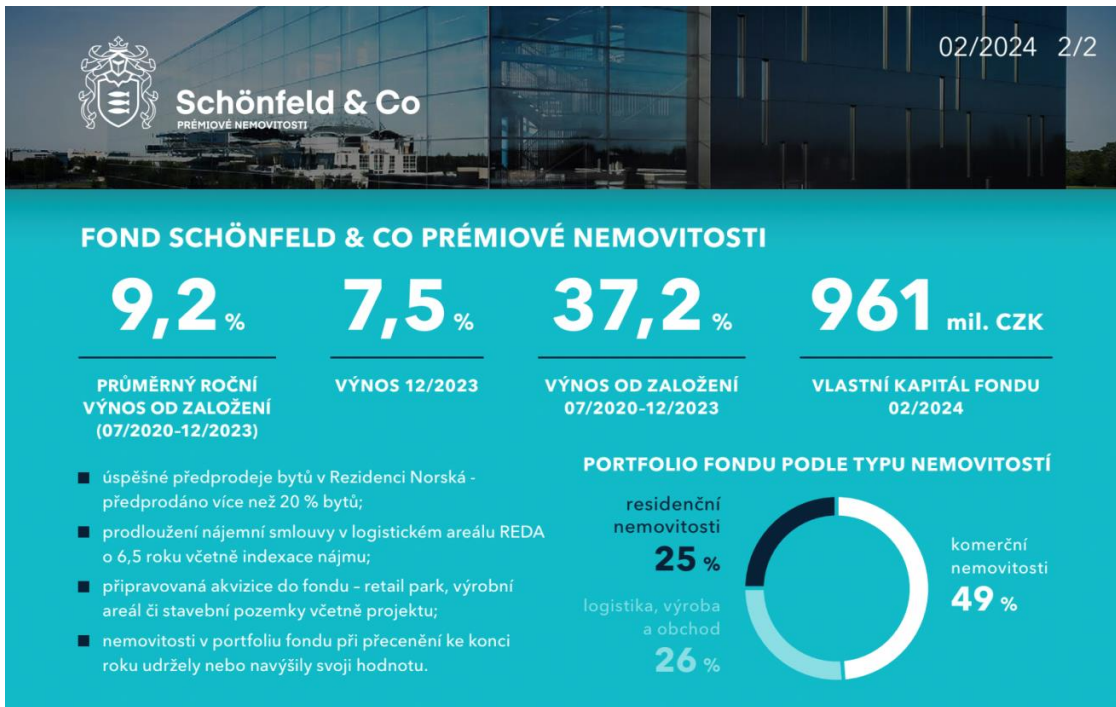 02/2024 2/2
Schönfeld & Co
PRÉMIOVÉ NEMOVITOSTI
FOND SCHÖNFELD & CO PRÉMIOVÉ NEMOVITOSTI
9,2 %
PRŮMĚRNÝ ROČNÍ
VÝNOS OD ZALOŽENÍ
(07/2020-12/2023)
7,5 %
VÝNOS 12/2023
37,2 %
VÝNOS OD ZALOŽENÍ
07/2020-12/2023
961 mil. CZK
VLASTNÍ KAPITÁL FONDU
02/2024
úspěšné předprodeje bytů v Rezidenci Norská -
předprodáno více než 20 % bytů;
prodloužení nájemní smlouvy v logistickém areálu REDA
o 6,5 roku včetně indexace nájmu;
připravovaná akvizice do fondu – retail park, výrobní
areál či stavební pozemky včetně projektu;
nemovitosti v portfoliu fondu při přecenění ke konci
roku udržely nebo navýšily svoji hodnotu.
PORTFOLIO FONDU PODLE TYPU NEMOVITOSTÍ
residenční
nemovitosti
25 %
logistika, výroba
a obchod
26 %
komerční
nemovitosti
49 %